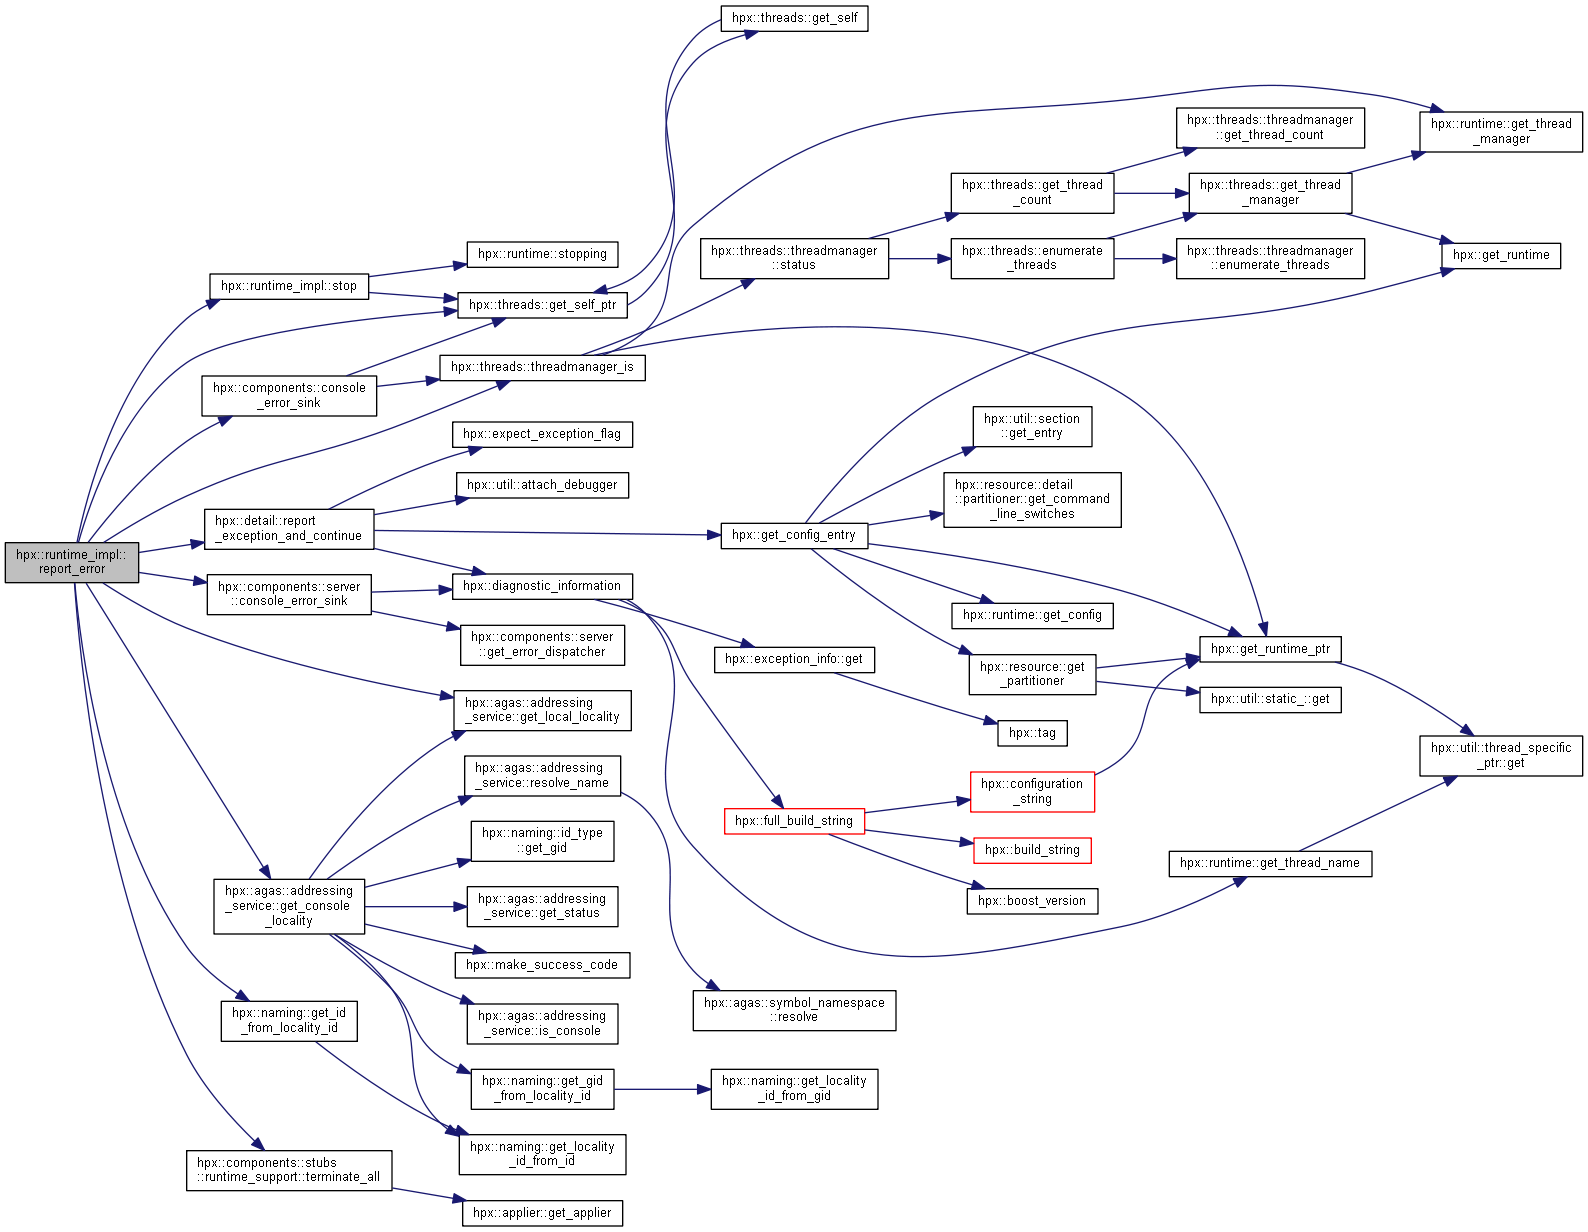 hpx::threads::get_self
hpx::threads::threadmanager
::get_thread_count
hpx::runtime::get_thread
_manager
hpx::threads::get_thread
_count
hpx::threads::get_thread
_manager
hpx::runtime::stopping
hpx::threads::threadmanager
::status
hpx::threads::enumerate
_threads
hpx::threads::threadmanager
::enumerate_threads
hpx::get_runtime
hpx::runtime_impl::stop
hpx::threads::get_self_ptr
hpx::threads::threadmanager_is
hpx::components::console
_error_sink
hpx::expect_exception_flag
hpx::util::section
::get_entry
hpx::util::attach_debugger
hpx::resource::detail
::partitioner::get_command
_line_switches
hpx::detail::report
_exception_and_continue
hpx::get_config_entry
hpx::runtime_impl::
report_error
hpx::components::server
::console_error_sink
hpx::diagnostic_information
hpx::runtime::get_config
hpx::components::server
::get_error_dispatcher
hpx::exception_info::get
hpx::resource::get
_partitioner
hpx::get_runtime_ptr
hpx::util::static_::get
hpx::agas::addressing
_service::get_local_locality
hpx::tag
hpx::util::thread_specific
_ptr::get
hpx::agas::addressing
_service::resolve_name
hpx::configuration
_string
hpx::full_build_string
hpx::naming::id_type
::get_gid
hpx::build_string
hpx::runtime::get_thread_name
hpx::agas::addressing
_service::get_console
_locality
hpx::agas::addressing
_service::get_status
hpx::boost_version
hpx::make_success_code
hpx::agas::symbol_namespace
::resolve
hpx::naming::get_id
_from_locality_id
hpx::agas::addressing
_service::is_console
hpx::naming::get_gid
_from_locality_id
hpx::naming::get_locality
_id_from_gid
hpx::naming::get_locality
_id_from_id
hpx::components::stubs
::runtime_support::terminate_all
hpx::applier::get_applier